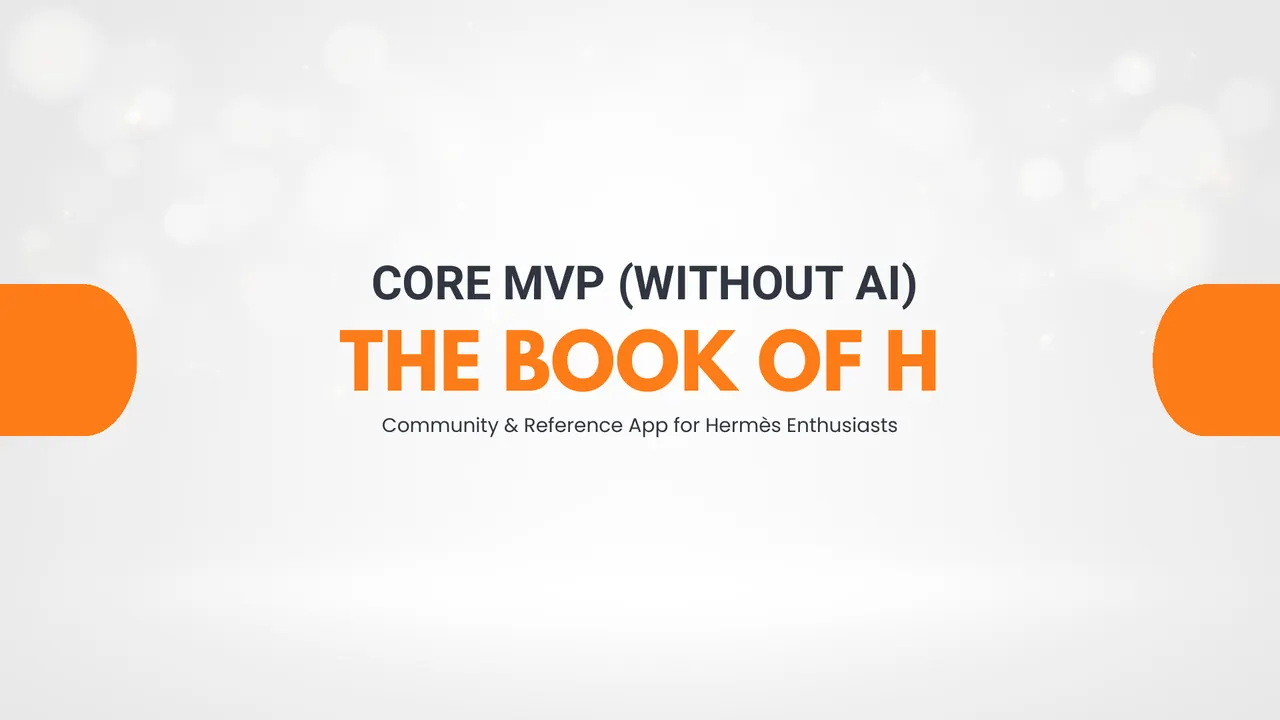 CORE MVP (WITHOUT AI)
THE BOOK OF H
Community & Reference App for Hermès Enthusiasts